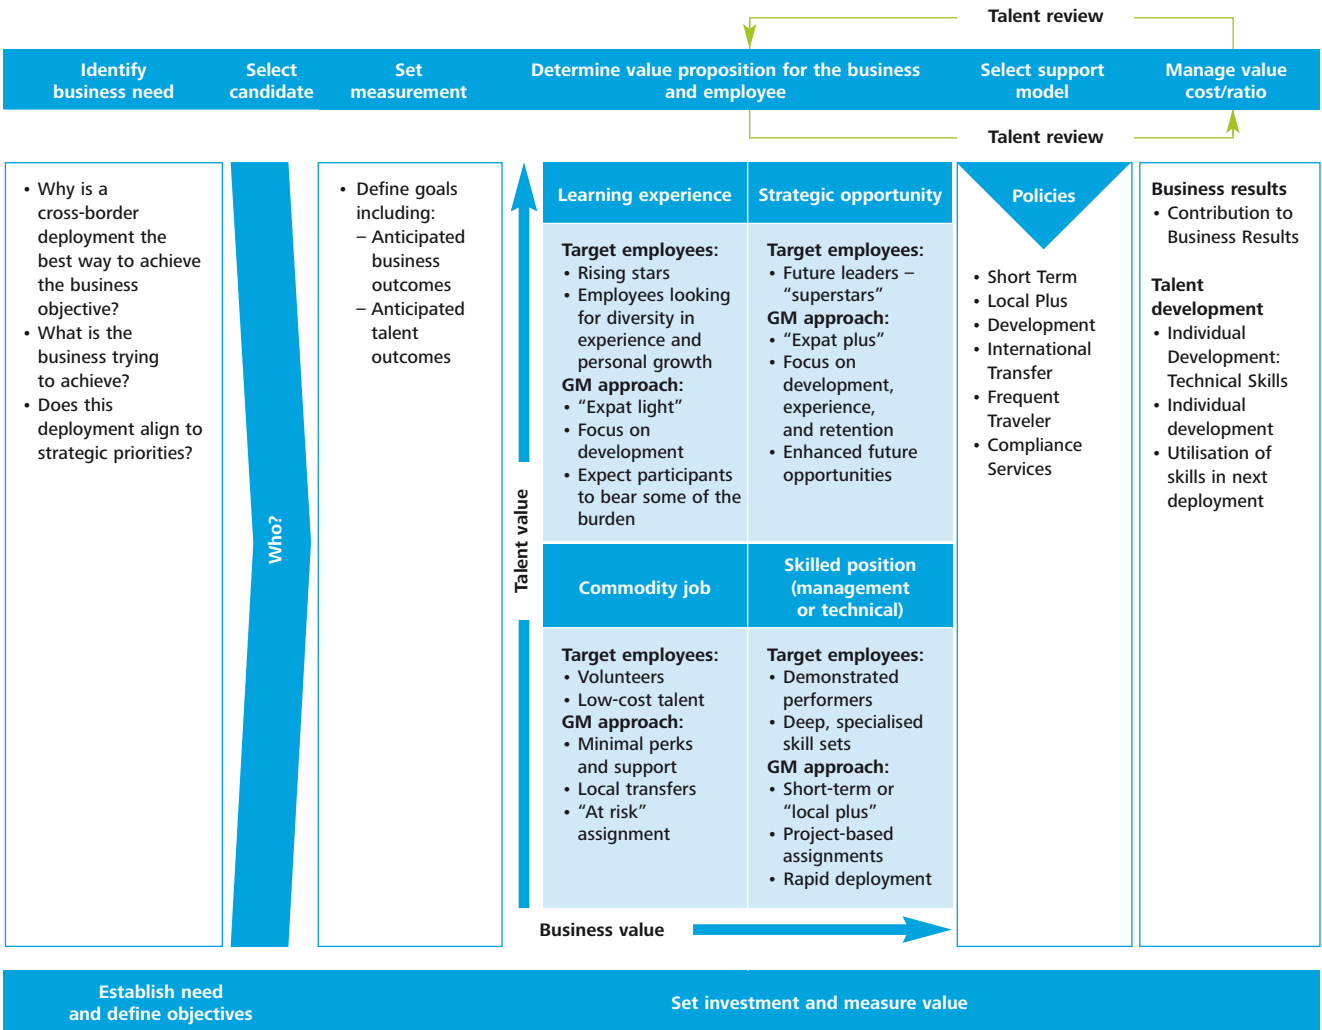 Talent review
Identify
business need
Select
candidate
Set
measurement
Determine value proposition for the business
and employee
Select support
model
Manage value
cost/ratio
Talent review
• Why is a
cross-border
deployment the
best way to achieve
the business
objective?
• What is the
business trying
to achieve?
• Does this
deployment align to
strategic priorities?
Who?
• Define goals
including:
– Anticipated
business
outcomes
– Anticipated
talent
outcomes
Talent value
Learning experience
Target employees:
• Rising stars
• Employees looking
for diversity in
experience and
personal growth
GM approach:
• “Expat light”
• Focus on
development
• Expect participants
to bear some of the
burden
Strategic opportunity
Target employees:
• Future leaders –
“superstars”
GM approach:
• “Expat plus”
• Focus on
development,
experience,
and retention
• Enhanced future
opportunities
Commodity job
Target employees:
• Volunteers
• Low-cost talent
GM approach:
• Minimal perks
and support
• Local transfers
• “At risk”
assignment
Skilled position
(management
or technical)
Target employees:
• Demonstrated
performers
• Deep, specialised
skill sets
GM approach:
• Short-term or
“local plus”
• Project-based
assignments
• Rapid deployment
Business value
Policies
• Short Term
• Local Plus
• Development
• International
Transfer
• Frequent
Traveler
• Compliance
Services
Business results
• Contribution to
Business Results
Talent
development
• Individual
Development:
Technical Skills
• Individual
development
• Utilisation of
skills in next
deployment
Establish need
and define objectives
Set investment and measure value